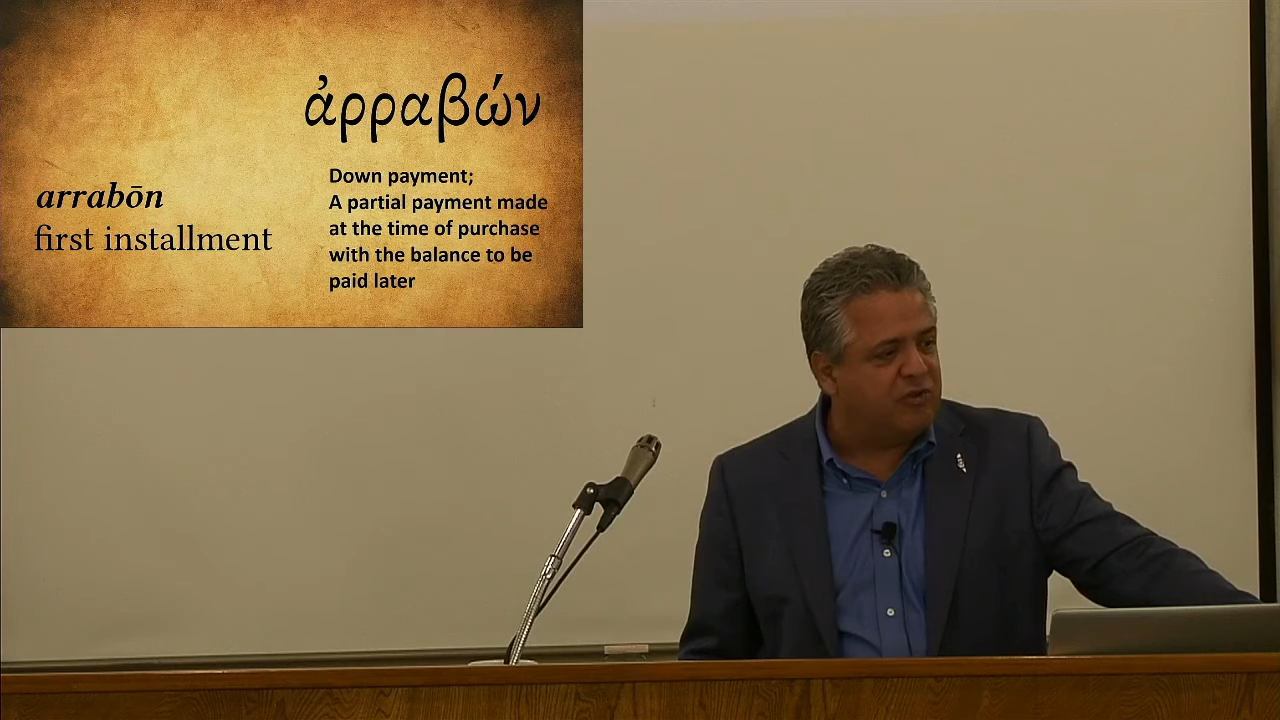 ἀρραβών
arrabōn
first installment
Down payment;
A partial payment made
at the time of purchase
with the balance to be
paid later